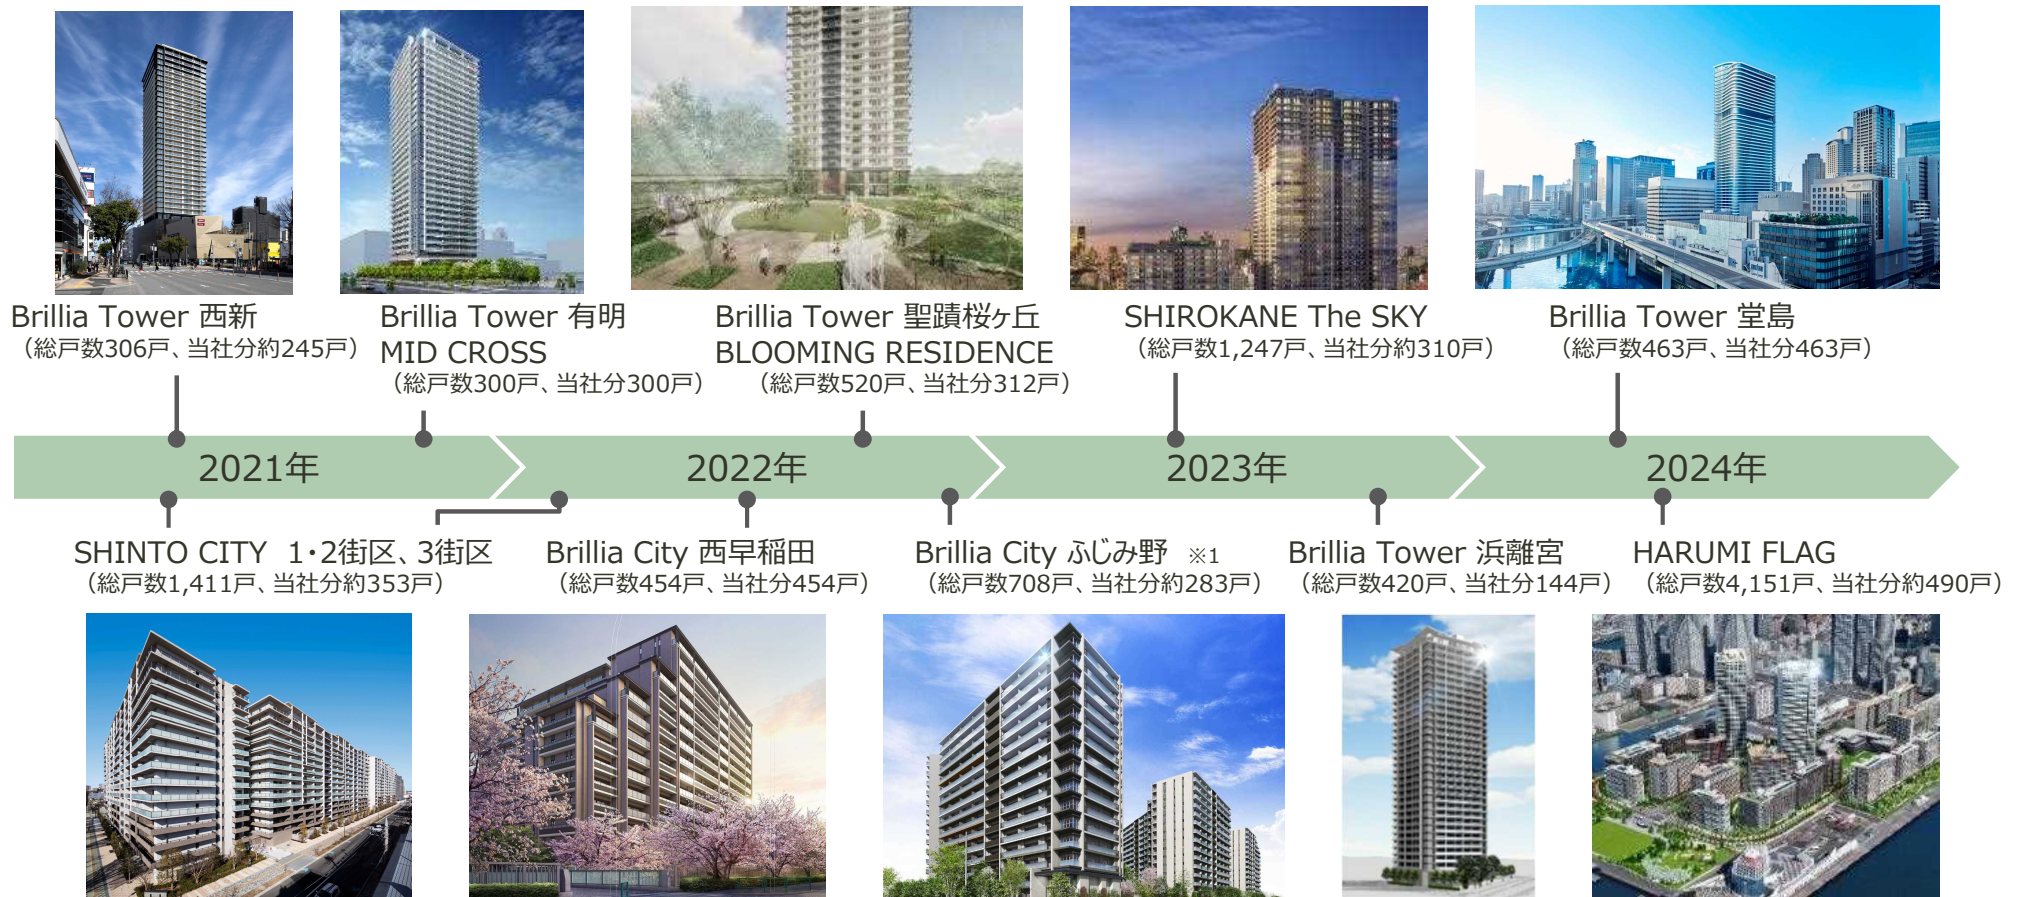 Brillia Tower 西新
（総戸数306戸、当社分約245戸）
Brillia Tower 有明
MID CROSS
（総戸数300戸、当社分300戸）
Brillia Tower 聖蹟桜ヶ丘
BLOOMING RESIDENCE
（総戸数520戸、当社分312戸）
SHIROKANE The SKY
（総戸数1,247戸、当社分約310戸）
Brillia Tower 堂島
（総戸数463戸、当社分463戸）
2021年
2022年
2023年
2024年
SHINTO CITY 1・2街区、3街区
（総戸数1,411戸、当社分約353戸）
Brillia City 西早稲田
（総戸数454戸、当社分454戸）
Brillia City ふじみ野 ※1
（総戸数708戸、当社分約283戸）
Brillia Tower 浜離宮
（総戸数420戸、当社分144戸）
HARUMI FLAG
（総戸数4,151戸、当社分約490戸）